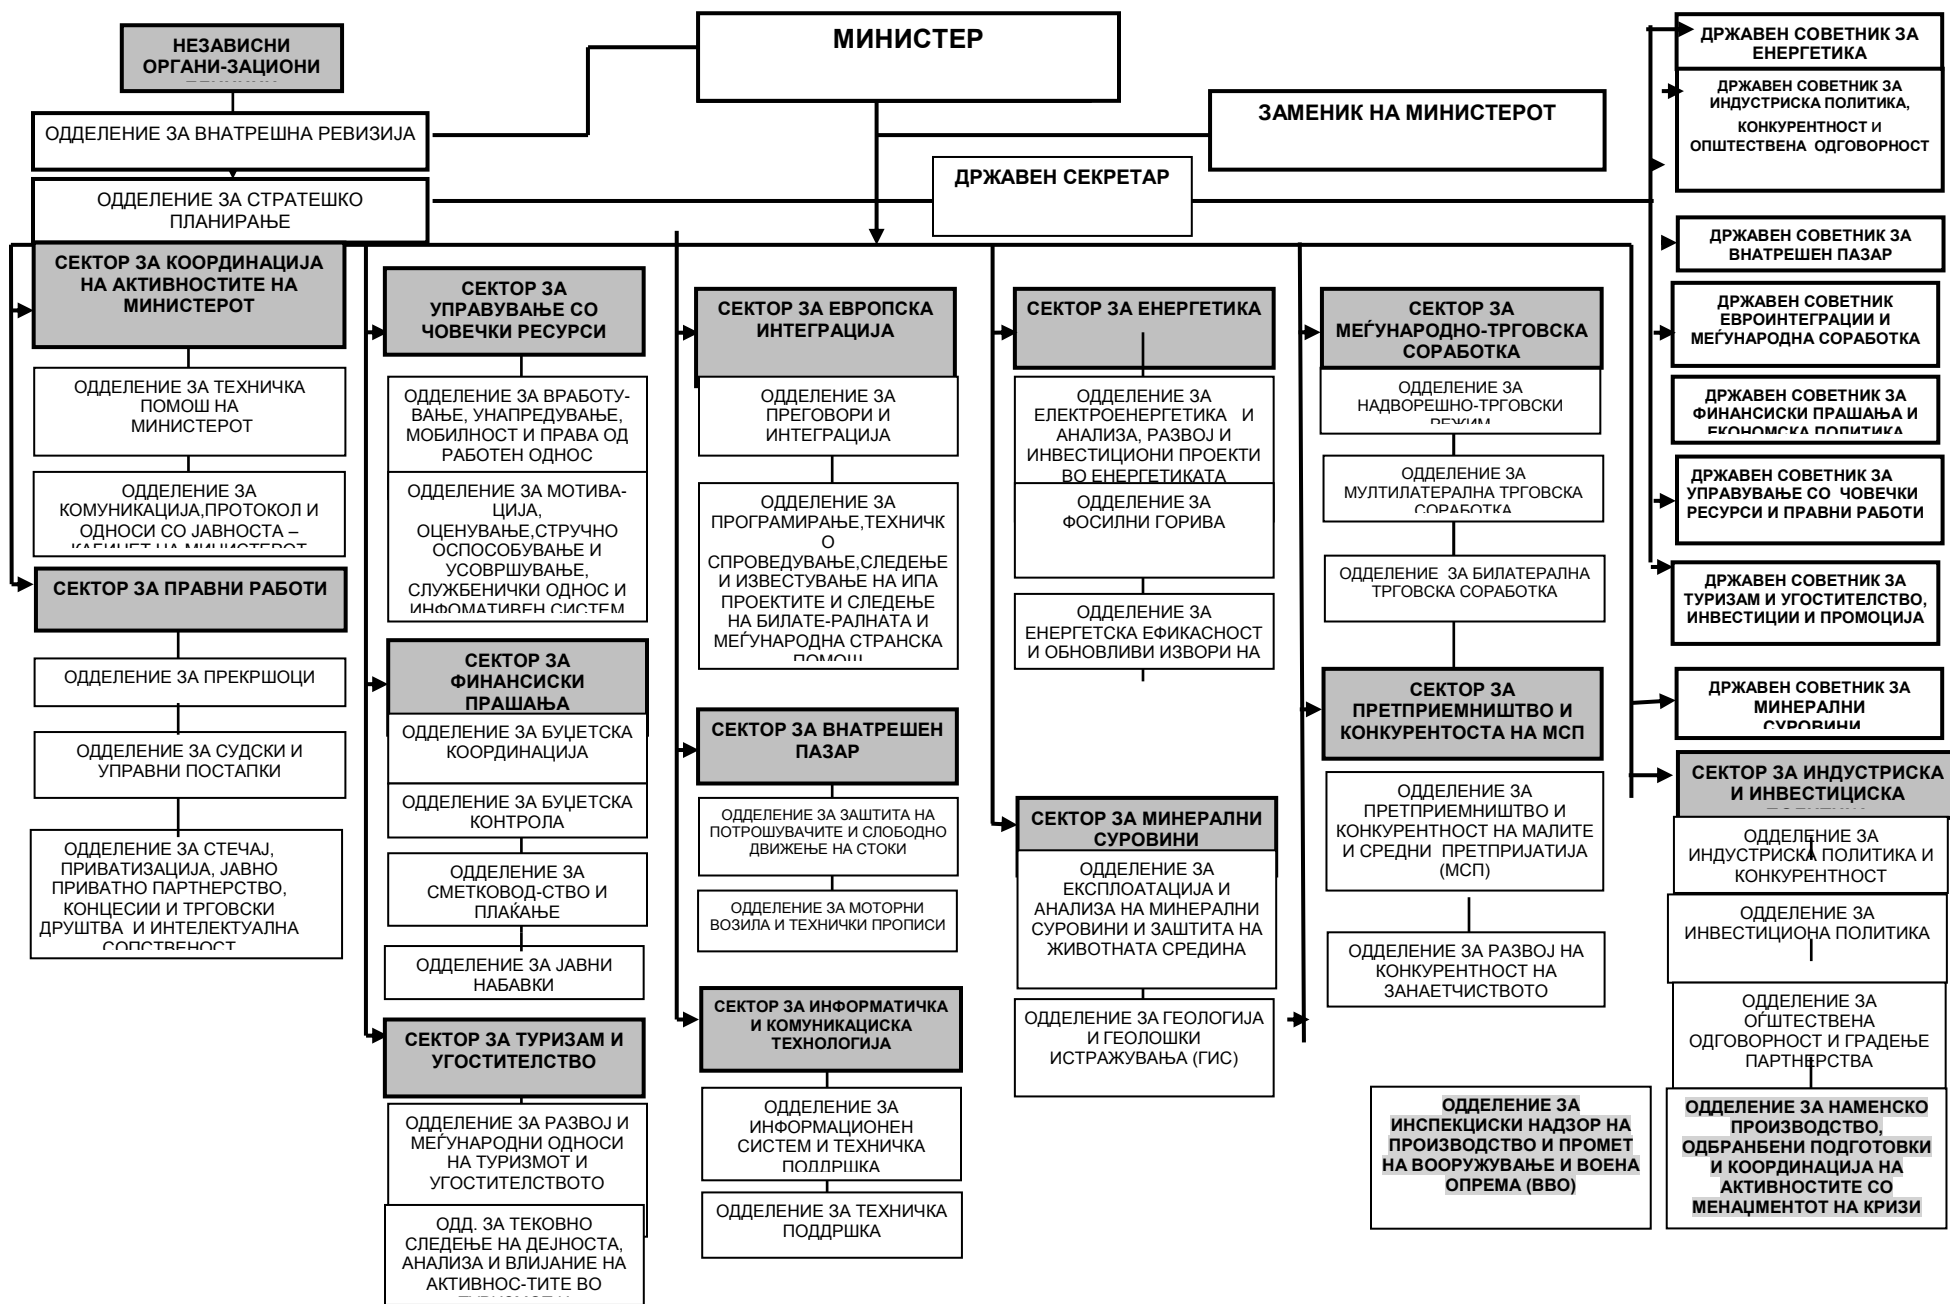 МИНИСТЕР
НЕЗАВИСНИ
ОРГАНИ-ЗАЦИОНИ
ОДДЕЛЕНИЕ ЗА ВНАТРЕШНА РЕВИЗИЈА
ОДДЕЛЕНИЕ ЗА СТРАТЕШКО
ПЛАНИРАЊЕ
ЗАМЕНИК НА МИНИСТЕРОТ
ДРЖАВЕН СЕКРЕТАР
ДРЖАВЕН СОВЕТНИК ЗА
ЕНЕРГЕТИКА
ДРЖАВЕН СОВЕТНИК ЗА
ИНДУСТРИСКА ПОЛИТИКА,
КОНКУРЕНТНОСТ И
ОПШТЕСТВЕНА ОДГОВОРНОСТ
ДРЖАВЕН СОВЕТНИК ЗА
ВНАТРЕШЕН ПАЗАР
ДРЖАВЕН СОВЕТНИК
ЕВРОИНТЕГРАЦИИ И
МЕЃУНАРОДНА СОРАБОТКА
ДРЖАВЕН СОВЕТНИК ЗА
ФИНАНСИСКИ ПРАШАЊА И
ЕКОНОМСКА ПОЛИТИКА
ДРЖАВЕН СОВЕТНИК ЗА
УПРАВУВАЊЕ СО ЧОВЕЧКИ
РЕСУРСИ И ПРАВНИ РАБОТИ
ДРЖАВЕН СОВЕТНИК ЗА
ТУРИЗАМ И УГОСТИТЕЛСТВО,
ИНВЕСТИЦИИ И ПРОМОЦИЈА
ДРЖАВЕН СОВЕТНИК ЗА
МИНЕРАЛНИ
СУРОВИНИ
СЕКТОР ЗА КООРДИНАЦИЈА
НА АКТИВНОСТИТЕ НА
МИНИСТЕРОТ
ОДДЕЛЕНИЕ ЗА ТЕХНИЧКА
ПОМОШ НА
МИНИСТЕРОТ
ОДДЕЛЕНИЕ ЗА
КОМУНИКАЦИЈА,ПРОТОКОЛ И
ОДНОСИ СО ЈАВНОСТА –
КАБИНЕТ НА МИНИСТЕРОТ
СЕКТОР ЗА ПРАВНИ РАБОТИ
ОДДЕЛЕНИЕ ЗА ПРЕКРШОЦИ
ОДДЕЛЕНИЕ ЗА СУДСКИ И
УПРАВНИ ПОСТАПКИ
ОДДЕЛЕНИЕ ЗА СТЕЧАЈ,
ПРИВАТИЗАЦИЈА, ЈАВНО
ПРИВАТНО ПАРТНЕРСТВО,
КОНЦЕСИИ И ТРГОВСКИ
ДРУШТВА И ИНТЕЛЕКТУАЛНА
СОПСТВЕНОСТ
СЕКТОР ЗА
УПРАВУВАЊЕ СО
ЧОВЕЧКИ РЕСУРСИ
ОДДЕЛЕНИЕ ЗА ВРАБОТУ-
ВАЊЕ, УНАПРЕДУВАЊЕ,
МОБИЛНОСТ И ПРАВА ОД
РАБОТЕН ОДНОС
ОДДЕЛЕНИЕ ЗА МОТИВА-
ЦИЈА,
ОЦЕНУВАЊЕ,СТРУЧНО
ОСПОСОБУВАЊЕ И
УСОВРШУВАЊЕ,
СЛУЖБЕНИЧКИ ОДНОС И
ИНФОМАТИВЕН СИСТЕМ
СЕКТОР ЗА
ФИНАНСИСКИ
ПРАШАЊА
ОДДЕЛЕНИЕ ЗА БУЏЕТСКА
КООРДИНАЦИЈА
ОДДЕЛЕНИЕ ЗА БУЏЕТСКА
КОНТРОЛА
ОДДЕЛЕНИЕ ЗА
СМЕТКОВОД-СТВО И
ПЛАЌАЊЕ
ОДДЕЛЕНИЕ ЗА ЈАВНИ
НАБАВКИ
СЕКТОР ЗА ТУРИЗАМ И
УГОСТИТЕЛСТВО
ОДДЕЛЕНИЕ ЗА РАЗВОЈ И
МЕЃУНАРОДНИ ОДНОСИ
НА ТУРИЗМОТ И
УГОСТИТЕЛСТВОТО
ОДД. ЗА ТЕКОВНО
СЛЕДЕЊЕ НА ДЕЈНОСТА,
АНАЛИЗА И ВЛИЈАНИЕ НА
АКТИВНОС-ТИТЕ ВО
СЕКТОР ЗА ЕВРОПСКА
ИНТЕГРАЦИЈА
ОДДЕЛЕНИЕ ЗА
ПРЕГОВОРИ И
ИНТЕГРАЦИЈА
ОДДЕЛЕНИЕ ЗА
ПРОГРАМИРАЊЕ,ТЕХНИЧК
О
СПРОВЕДУВАЊЕ,СЛЕДЕЊЕ
И ИЗВЕСТУВАЊЕ НА ИПА
ПРОЕКТИТЕ И СЛЕДЕЊЕ
НА БИЛАТЕ-РАЛНАТА И
МЕЃУНАРОДНА СТРАНСКА
ПОМОШ
СЕКТОР ЗА ВНАТРЕШЕН
ПАЗАР
ОДДЕЛЕНИЕ ЗА ЗАШТИТА НА
ПОТРОШУВАЧИТЕ И СЛОБОДНО
ДВИЖЕЊЕ НА СТОКИ
ОДДЕЛЕНИЕ ЗА МОТОРНИ
ВОЗИЛА И ТЕХНИЧКИ ПРОПИСИ
СЕКТОР ЗА ИНФОРМАТИЧКА
И КОМУНИКАЦИСКА
ТЕХНОЛОГИЈА
ОДДЕЛЕНИЕ ЗА
ИНФОРМАЦИОНЕН
СИСТЕМ И ТЕХНИЧКА
ПОДДРШКА
ОДДЕЛЕНИЕ ЗА ТЕХНИЧКА
ПОДДРШКА
СЕКТОР ЗА ЕНЕРГЕТИКА
ОДДЕЛЕНИЕ ЗА
ЕЛЕКТРОЕНЕРГЕТИКА И
АНАЛИЗА, РАЗВОЈ И
ИНВЕСТИЦИОНИ ПРОЕКТИ
ВО ЕНЕРГЕТИКАТА
ОДДЕЛЕНИЕ ЗА
ФОСИЛНИ ГОРИВА
ОДДЕЛЕНИЕ ЗА
ЕНЕРГЕТСКА ЕФИКАСНОСТ
И ОБНОВЛИВИ ИЗВОРИ НА
СЕКТОР ЗА МИНЕРАЛНИ
СУРОВИНИ
ОДДЕЛЕНИЕ ЗА
ЕКСПЛОАТАЦИЈА И
АНАЛИЗА НА МИНЕРАЛНИ
СУРОВИНИ И ЗАШТИТА НА
ЖИВОТНАТА СРЕДИНА
ОДДЕЛЕНИЕ ЗА ГЕОЛОГИЈА
И ГЕОЛОШКИ
ИСТРАЖУВАЊА (ГИС)
СЕКТОР ЗА
МЕЃУНАРОДНО-ТРГОВСКА
СОРАБОТКА
ОДДЕЛЕНИЕ ЗА
НАДВОРЕШНО-ТРГОВСКИ
РЕЖИМ
ОДДЕЛЕНИЕ ЗА
МУЛТИЛАТЕРАЛНА ТРГОВСКА
СОРАБОТКА
ОДДЕЛЕНИЕ ЗА БИЛАТЕРАЛНА
ТРГОВСКА СОРАБОТКА
СЕКТОР ЗА
ПРЕТПРИЕМНИШТВО И
КОНКУРЕНТОСТА НА МСП
ОДДЕЛЕНИЕ ЗА
ПРЕТПРИЕМНИШТВО И
КОНКУРЕНТНОСТ НА МАЛИТЕ
И СРЕДНИ ПРЕТПРИЈАТИЈА
(МСП)
ОДДЕЛЕНИЕ ЗА РАЗВОЈ НА
КОНКУРЕНТНОСТ НА
ЗАНАЕТЧИСТВОТО
ОДДЕЛЕНИЕ ЗА
ИНСПЕКЦИСКИ НАДЗОР НА
ПРОИЗВОДСТВО И ПРОМЕТ
НА ВООРУЖУВАЊЕ И ВОЕНА
ОПРЕМА (ВВО)
СЕКТОР ЗА ИНДУСТРИСКА
И ИНВЕСТИЦИСКА
ОДДЕЛЕНИЕ ЗА
ИНДУСТРИСКА ПОЛИТИКА И
КОНКУРЕНТНОСТ
ОДДЕЛЕНИЕ ЗА
ИНВЕСТИЦИОНА ПОЛИТИКА
ОДДЕЛЕНИЕ ЗА
ОЃШТЕСТВЕНА
ОДГОВОРНОСТ И ГРАДЕЊЕ
ПАРТНЕРСТВА
ОДДЕЛЕНИЕ ЗА НАМЕНСКО
ПРОИЗВОДСТВО,
ОДБРАНБЕНИ ПОДГОТОВКИ
И КООРДИНАЦИЈА НА
АКТИВНОСТИТЕ СО
МЕНАЏМЕНТОТ НА КРИЗИ